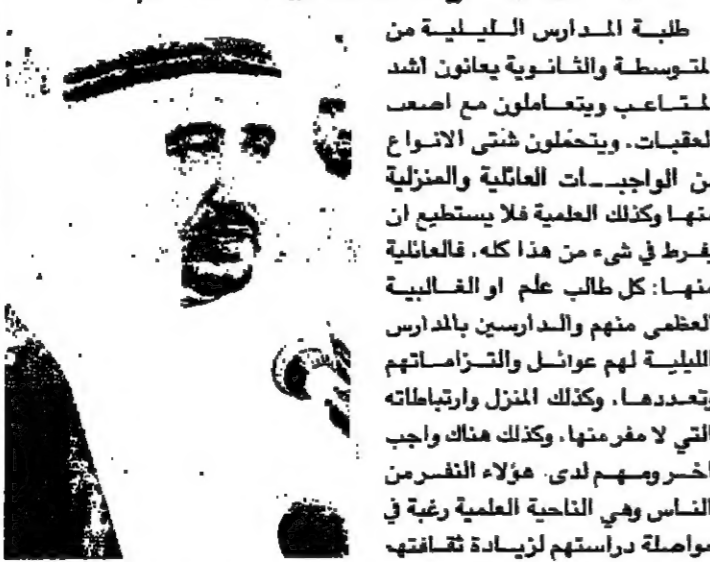 طلبة المدارس الليلية من
لمتوسطة والثانوية يعانون اشد
لمتاعب ويتعاملون مع اصعب
لعقبات. ويتحملون شتى الانواع
من الواجبات العائلية والمنزلية
منها وكذلك العلمية فلا يستطيع ان
يفرط في شيء من هذا كله. فالعائلية
منها: كل طالب علم او الغالبية
العظمى منهم والدارسين بالمدارس
الليلية لهم عوائل والتزاماتهم
وتعددها. وكذلك المنزل وارتباطاته
التي لا مفر منها. وكذلك هناك واجب
اخر ومهم لدى. هؤلاء النفر من
الناس وهي الناحية العلمية رغبة في
مواصلة دراستهم لزيادة ثقافتهم